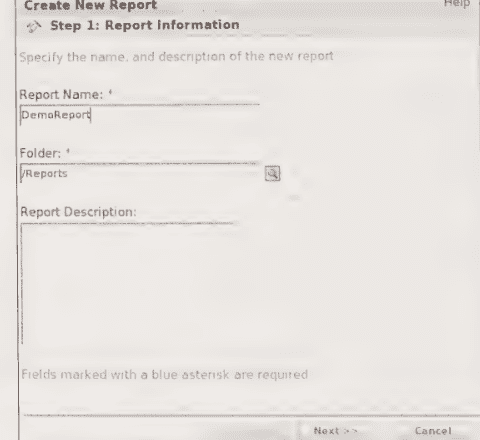 Create New Report
Help
Step 1: Report Information
Specify the name, and description of the new report
Report Name: *
DemoReport
Folder: *
/Reports
Report Description:
Fields marked with a blue asterisk are required
Next >>
Cancel